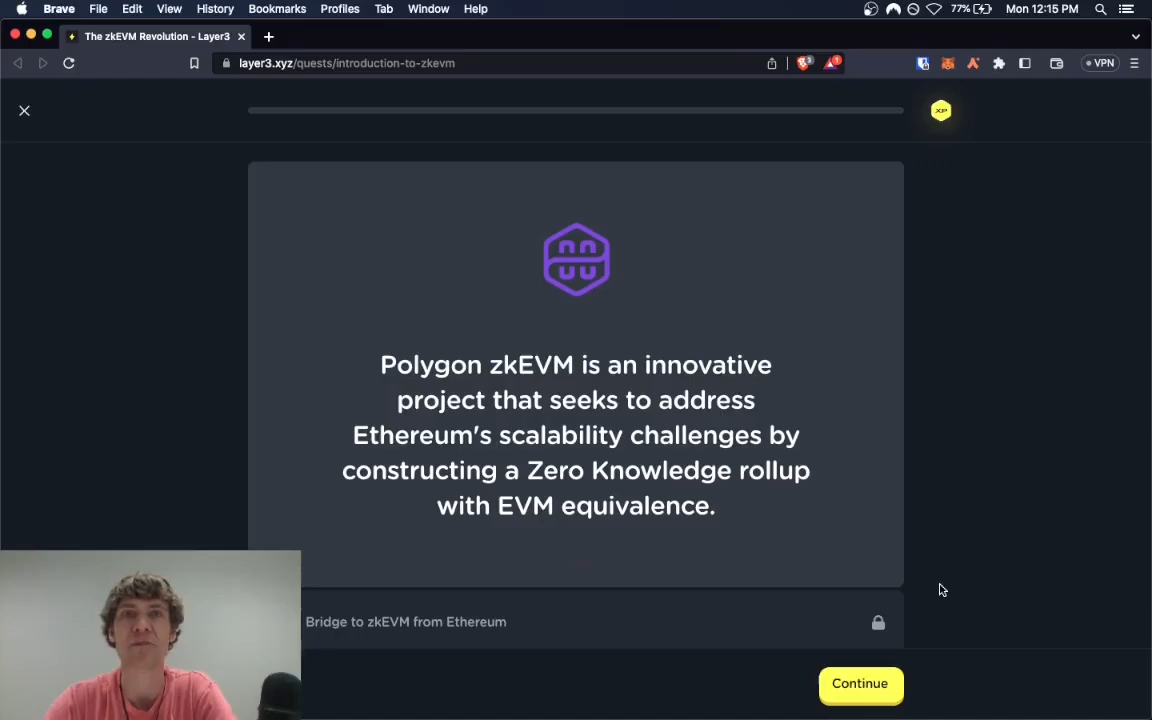 Brave File Edit View History Bookmarks Profiles Tab Window Help 77% Mon 12:15 PM
The zkEVM Revolution - Layer3
layer3.xyz/quests/introduction-to-zkevm
VPN
XP
Polygon zkEVM is an innovative
project that seeks to address
Ethereum's scalability challenges by
constructing a Zero Knowledge rollup
with EVM equivalence.
Bridge to zkEVM from Ethereum
Continue